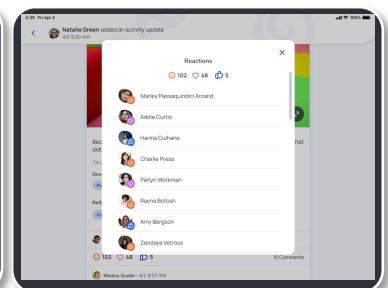 2:30 Fri Apr 2
100%
Natalie Green added an activity update
4/1 9:30 AM
Reactions
102 48 5
Marley Passaquindici Arcand
Addie Curtis
Hanna Culhane
Charlie Press
Paityn Workman
Rayna Botosh
Amy Bergson
Zendaya Vetrovs
102 48 5
10 Comments
Monica Gustin • 4/1 9:37 AM